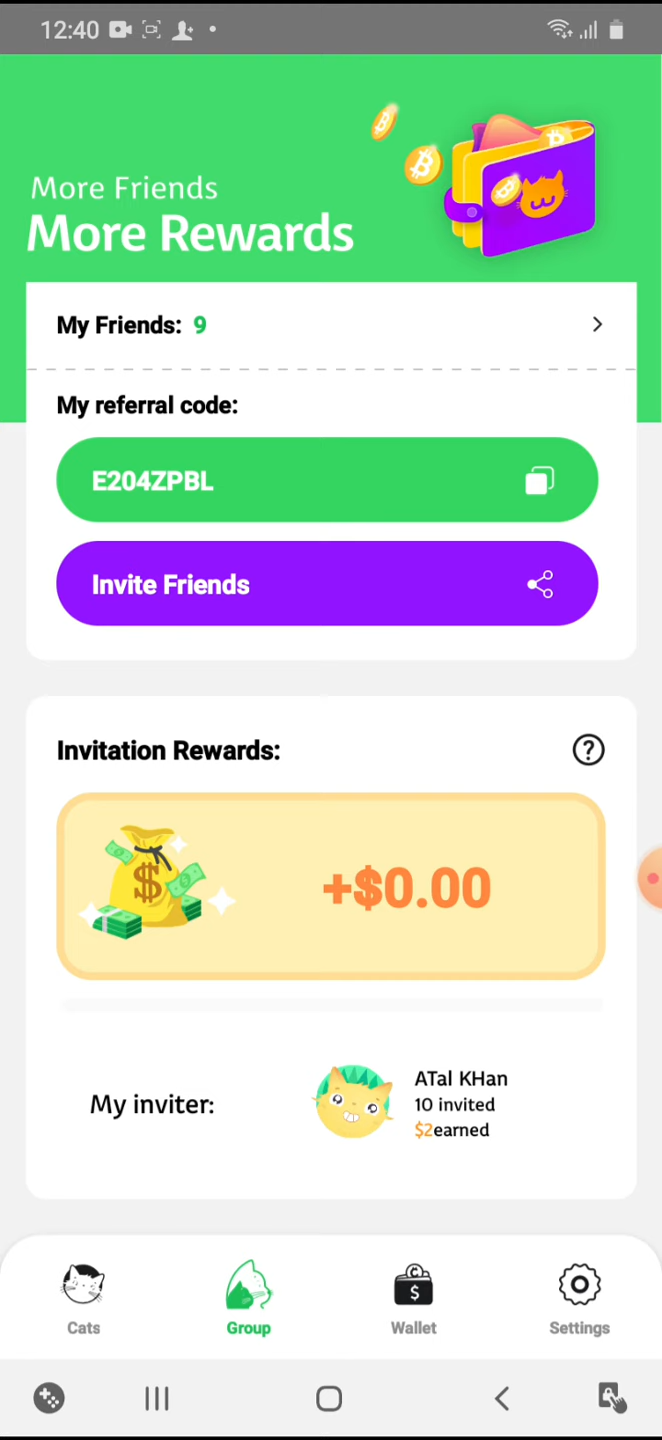 12:40
More Friends
More Rewards
My Friends: 9
My referral code:
E204ZPBL
Invite Friends
Invitation Rewards:
+$0.00
My inviter:
ATal KHan
10 invited
$2earned
Cats
Group
Wallet
Settings